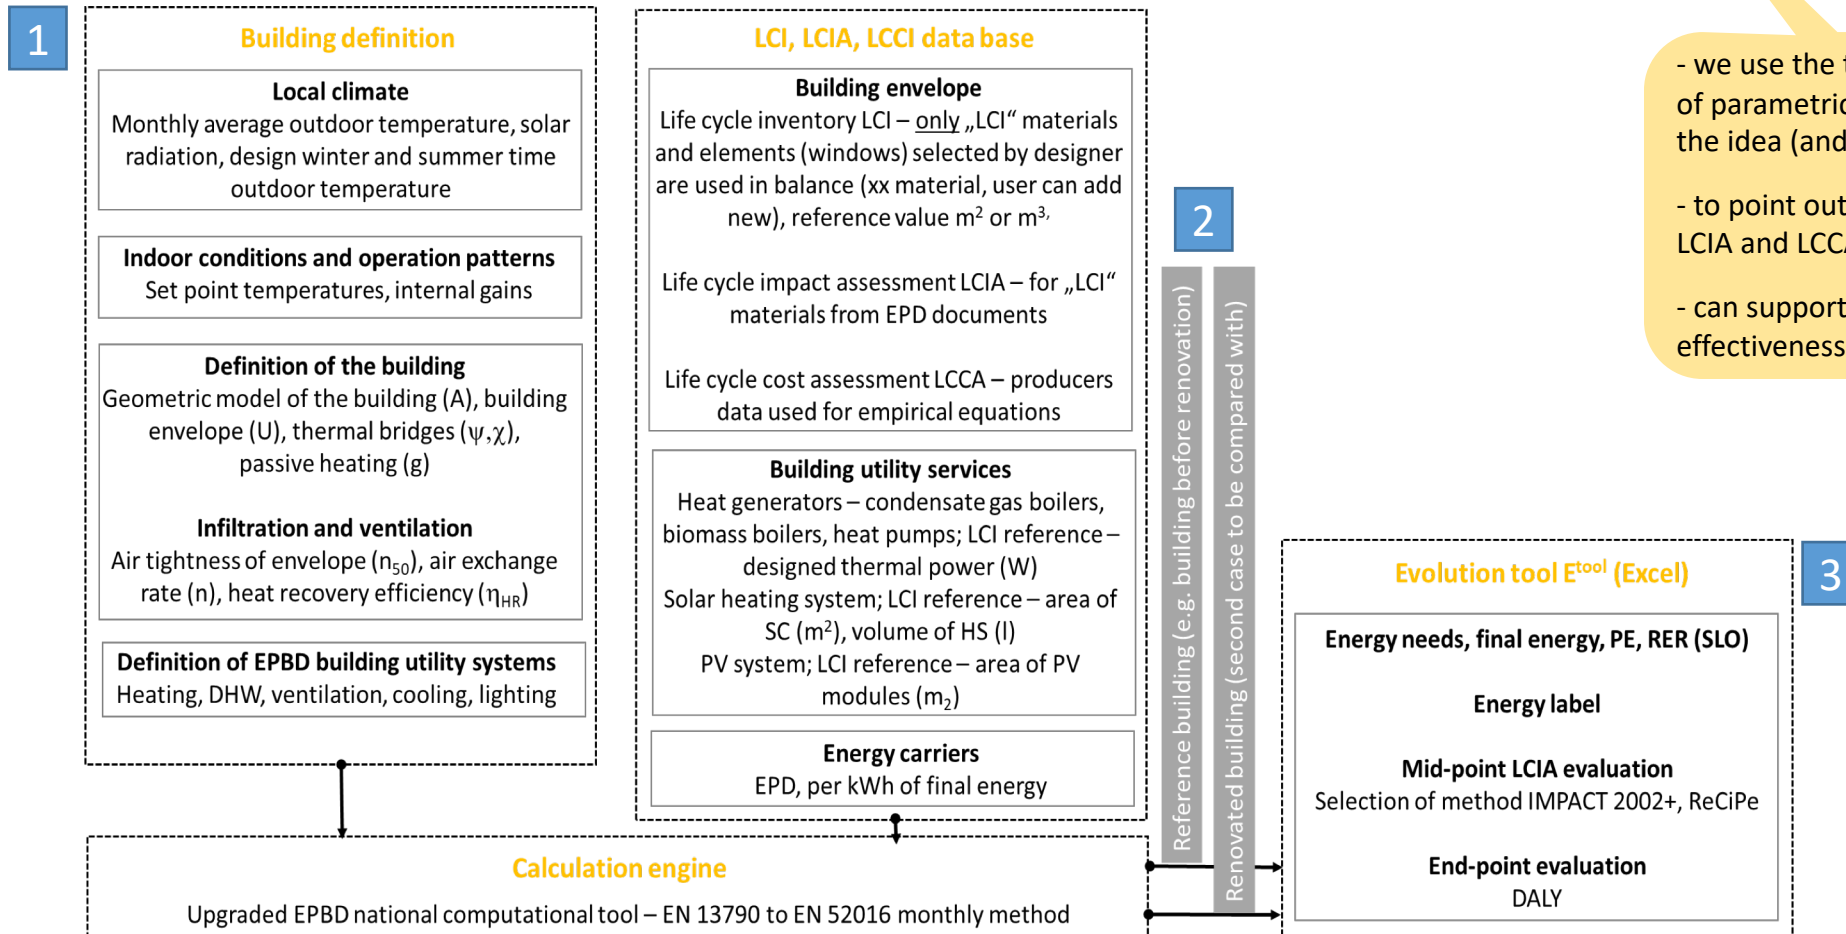 1
Building definition
Local climate
Monthly average outdoor temperature, solar
radiation, design winter and summer time
outdoor temperature
Indoor conditions and operation patterns
Set point temperatures, internal gains
Definition of the building
Geometric model of the building (A), building
envelope (U), thermal bridges (ψ,χ),
passive heating (g)
Infiltration and ventilation
Air tightness of envelope (n50), air exchange
rate (n), heat recovery efficiency (ηHR)
Definition of EPBD building utility systems
Heating, DHW, ventilation, cooling, lighting
LCI, LCIA, LCCI data base
Building envelope
Life cycle inventory LCI – only „LCI“ materials
and elements (windows) selected by designer
are used in balance (xx material, user can add
new), reference value m² or m³,
Life cycle impact assessment LCIA – for „LCI“
materials from EPD documents
Life cycle cost assessment LCCA – producers
data used for empirical equations
Building utility services
Heat generators – condensate gas boilers,
biomass boilers, heat pumps; LCI reference –
designed thermal power (W)
Solar heating system; LCI reference – area of
SC (m²), volume of HS (l)
PV system; LCI reference – area of PV
modules (m₂)
Energy carriers
EPD, per kWh of final energy
Calculation engine
Upgraded EPBD national computational tool – EN 13790 to EN 52016 monthly method
2
Reference building (e.g. building before renovation)
Renovated building (second case to be compared with)
- we use the
of parametric
the idea (and
- to point out
LCIA and
- can support
effectiveness
3
Evolution tool Etool (Excel)
Energy needs, final energy, PE, RER (SLO)
Energy label
Mid-point LCIA evaluation
Selection of method IMPACT 2002+, ReCiPe
End-point evaluation
DALY